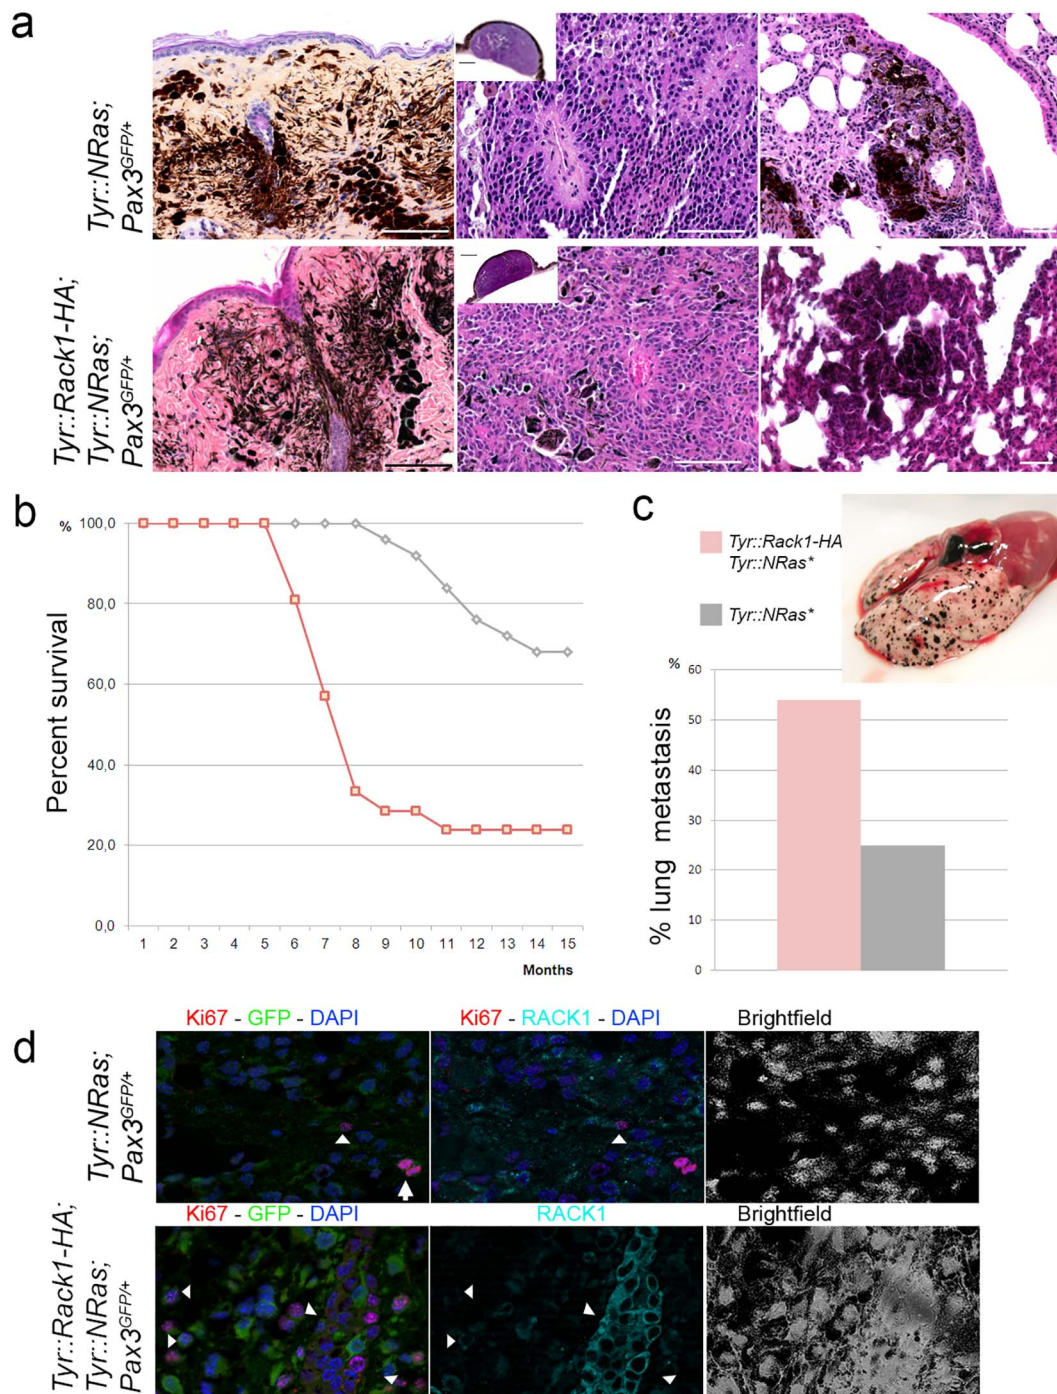 a
Tyr::NRas;
Pax3GFP/+
Tyr::Rack1-HA;
Tyr::NRas;
Pax3GFP/+
b
%
100,0
80,0
60,0
40,0
20,0
0,0
Percent survival
1 2 3 4 5 6 7 8 9 10 11 12 13 14 15
Months
c
Tyr::Rack1-HA
Tyr::NRas*
Tyr::NRas*
%
60
50
40
30
20
10
0
% lung metastasis
d
Ki67 - GFP - DAPI
Ki67 - RACK1 - DAPI
Brightfield
Tyr::NRas;
Pax3GFP/+
Ki67 - GFP - DAPI
RACK1
Brightfield
Tyr::Rack1-HA;
Tyr::NRas;
Pax3GFP/+